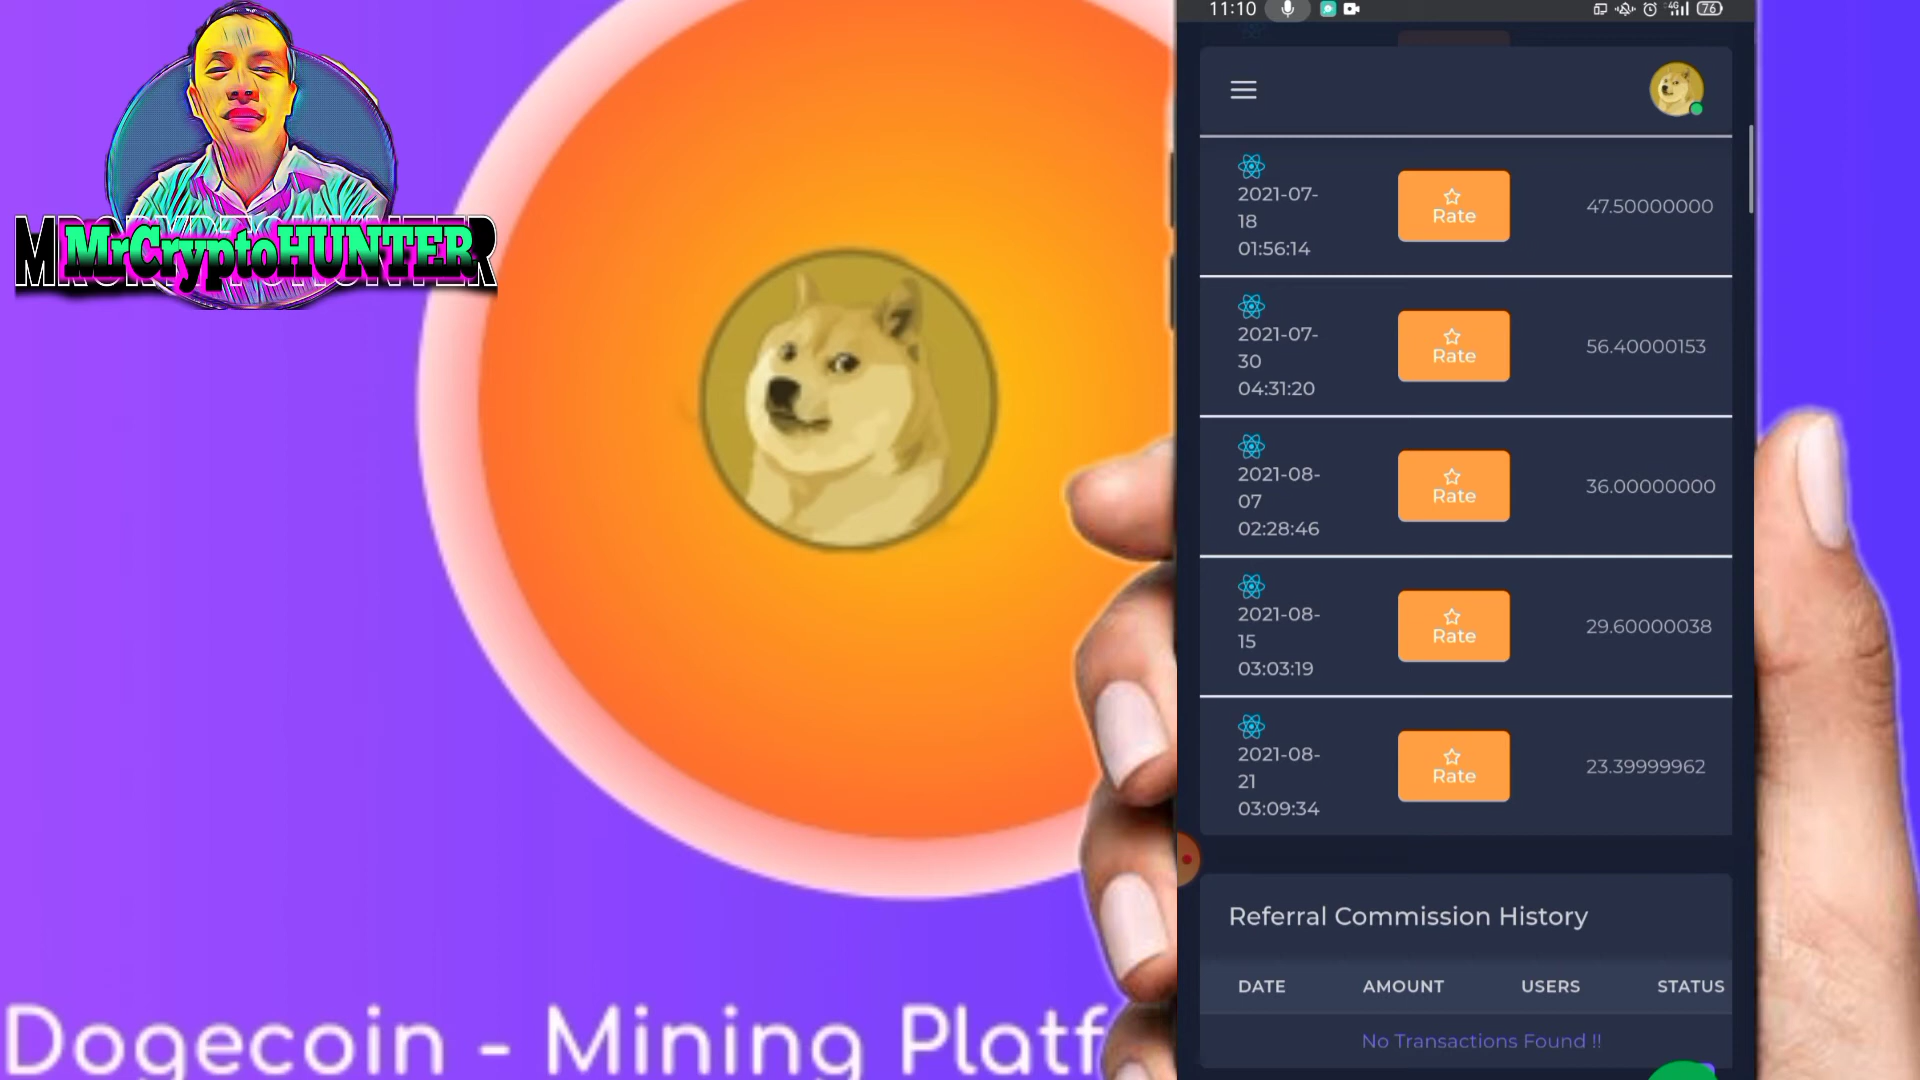 MRCRYPTOHUNTER
MrCryptoHUNTER
Dogecoin - Mining Platf
11:10
4G
76
2021-07-
18
01:56:14
Rate
47.50000000
2021-07-
30
04:31:20
Rate
56.40000153
2021-08-
07
02:28:46
Rate
36.00000000
2021-08-
15
03:03:19
Rate
29.60000038
2021-08-
21
03:09:34
Rate
23.39999962
Referral Commission History
DATE AMOUNT USERS STATUS
No Transactions Found !!